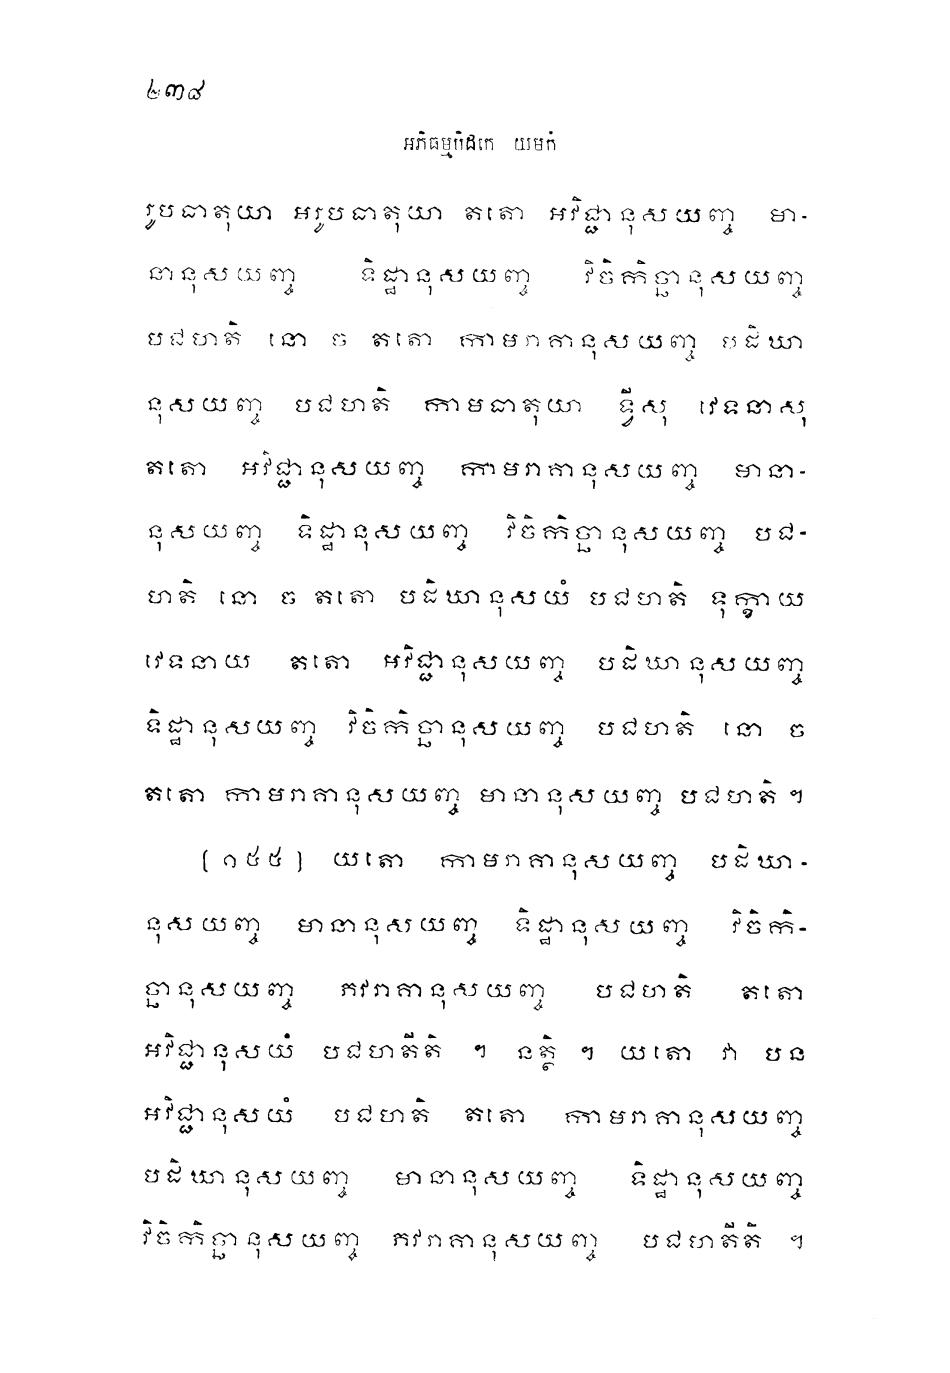 ២៣៨
អភិធម្មបិដកេ យមកំ
រូបធាតុយា អរូបធាតុយា តតោ អវិជ្ជានុសយញ្ច មា-
នានុសយញ្ច ទិដ្ឋានុសយញ្ច វិចិកិច្ឆានុសយញ្ច
បជហតិ នោ ច តតោ កាមរាគានុសយញ្ច បដិឃា
នុសយញ្ច បជហតិ កាមធាតុយា ទ្វីសុ វេទនាសុ
តតោ អវិជ្ជានុសយញ្ច កាមរាគានុសយញ្ច មានា-
នុសយញ្ច ទិដ្ឋានុសយញ្ច វិចិកិច្ឆានុសយញ្ច បជ-
ហតិ នោ ច តតោ បដិឃានុសយំ បជហតិ ទុក្ខាយ
វេទនាយ តតោ អវិជ្ជានុសយញ្ច បដិឃានុសយញ្ច
ទិដ្ឋានុសយញ្ច វិចិកិច្ឆានុសយញ្ច បជហតិ នោ ច
តតោ កាមរាគានុសយញ្ច មានានុសយញ្ច បជហតិ ។
(១៥៥) យតោ កាមរាគានុសយញ្ច បដិឃា-
នុសយញ្ច មានានុសយញ្ច ទិដ្ឋានុសយញ្ច វិចិកិ-
ច្ឆានុសយញ្ច ភវរាគានុសយញ្ច បជហតិ តតោ
អវិជ្ជានុសយំ បជហតីតិ ។ នត្ថិ ។ យតោ វា បន
អវិជ្ជានុសយំ បជហតិ តតោ កាមរាគានុសយញ្ច
បដិឃានុសយញ្ច មានានុសយញ្ច ទិដ្ឋានុសយញ្ច
វិចិកិច្ឆានុសយញ្ច ភវរាគានុសយញ្ច បជហតីតិ ។